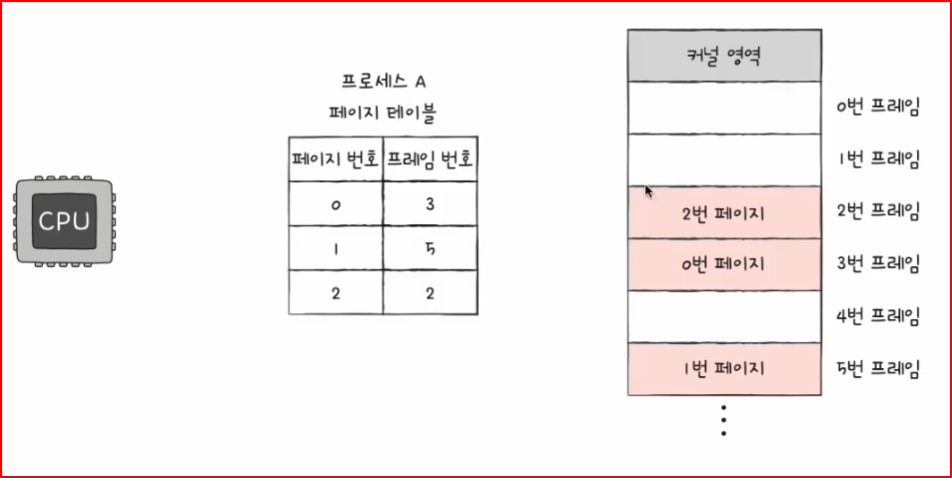 커널 영역
프로세스 A
페이지 테이블
0번 프레임
페이지 번호 프레임 번호
1번 프레임
CPU
0 3
2번 페이지
2번 프레임
1 5
0번 페이지
3번 프레임
2 2
4번 프레임
1번 페이지
5번 프레임